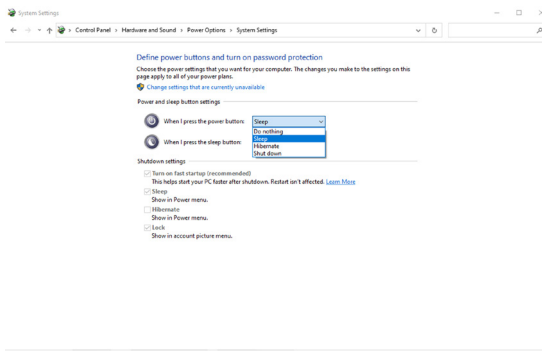 System Settings
Control Panel > Hardware and Sound > Power Options > System Settings
Define power buttons and turn on password protection
Choose the power settings that you want for your computer. The changes you make to the settings on this
page apply to all of your power plans.
Change settings that are currently unavailable
Power and sleep button settings
When I press the power button: Sleep
Do nothing
Sleep
When I press the sleep button: Hibernate
Shut down
Shutdown settings
Turn on fast startup (recommended)
This helps start your PC faster after shutdown. Restart isn't affected. Learn More
Sleep
Show in Power menu.
Hibernate
Show in Power menu.
Lock
Show in account picture menu.